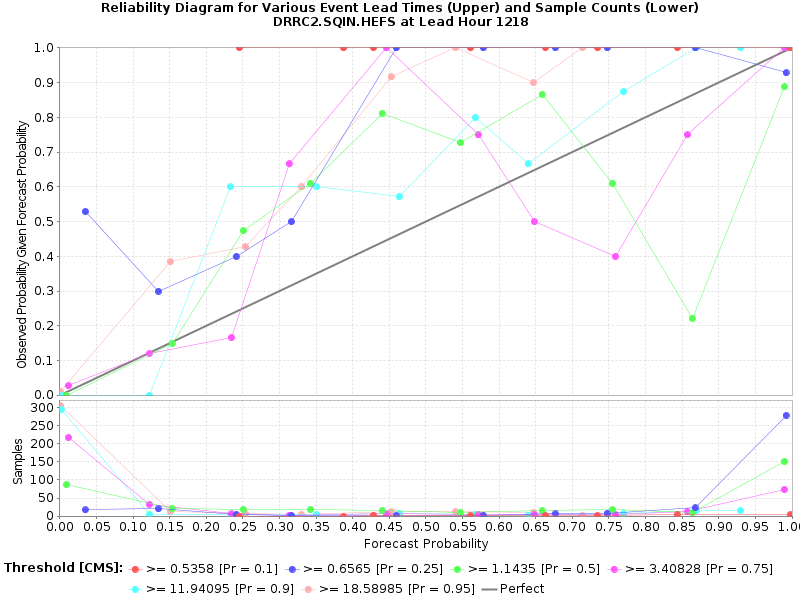 Reliability Diagram for Various Event Lead Times (Upper) and Sample Counts (Lower)
DRRC2.SQIN.HEFS at Lead Hour 1218
Observed Probability Given Forecast Probability
1.0
0.9
0.8
0.7
0.6
0.5
0.4
0.3
0.2
0.1
0.0
Samples
300
250
200
150
100
50
0
0.00 0.05 0.10 0.15 0.20 0.25 0.30 0.35 0.40 0.45 0.50 0.55 0.60 0.65 0.70 0.75 0.80 0.85 0.90 0.95 1.00
Forecast Probability
Threshold [CMS]: >= 0.5358 [Pr = 0.1] >= 0.6565 [Pr = 0.25] >= 1.1435 [Pr = 0.5] >= 3.40828 [Pr = 0.75]
>= 11.94095 [Pr = 0.9] >= 18.58985 [Pr = 0.95] Perfect